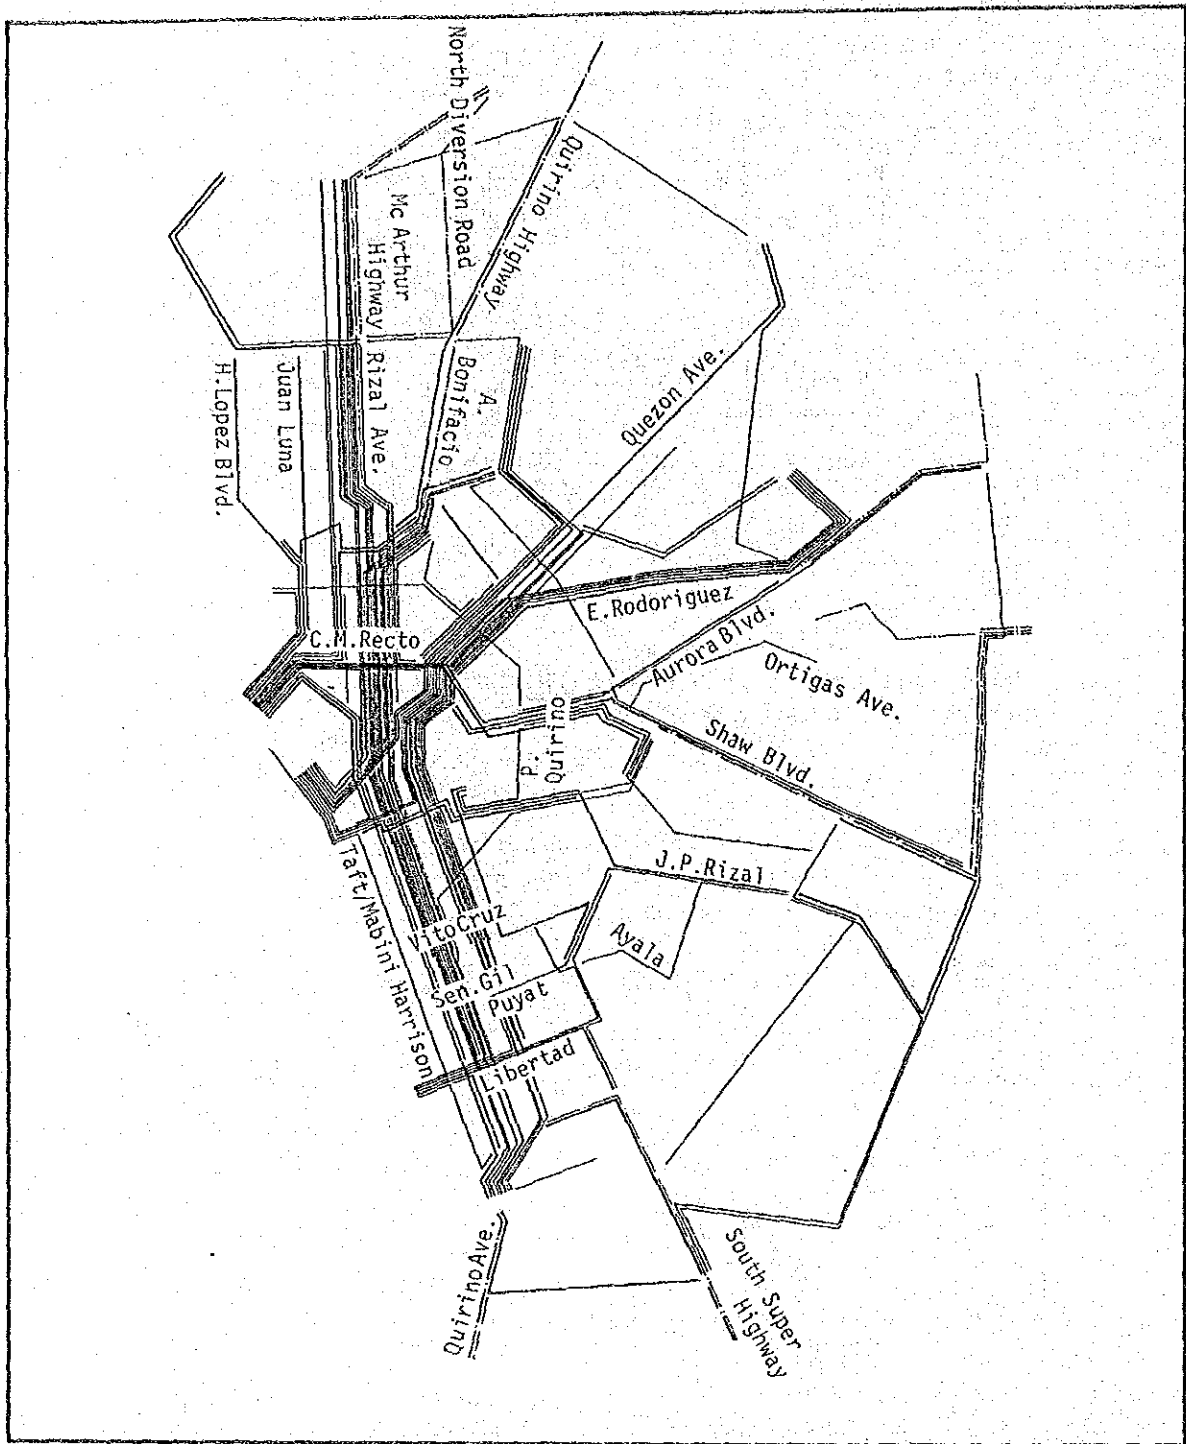 North Diversion Road
Quirino Highway
Mc Arthur
Highway
Rizal Ave.
A.
Bonifacio
Juan Luna
H.Lopez Blvd.
Quezon Ave.
E.Rodoriguez
C.M.Recto
Aurora Blvd.
Ortigas Ave.
Shaw Blvd.
P.
Quirino
J.P.Rizal
Taft/Mabini Harrison
Vito Cruz
Ayala
Sen.Gil
Puyat
Libertad
Quirino Ave.
South Super
Highway